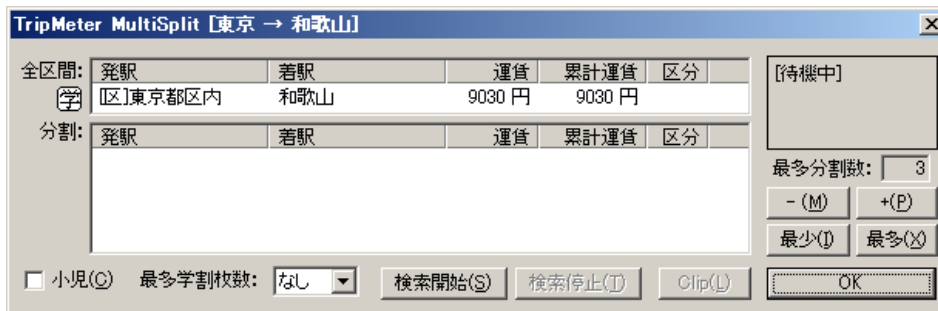 TripMeter MultiSplit [東京 → 和歌山]
全区間: 発駅 着駅 運賃 累計運賃 区分
学 [区]東京都区内 和歌山 9030 円 9030 円
分割: 発駅 着駅 運賃 累計運賃 区分
[待機中]
最多分割数: 3
- (M) +(P)
最少(I) 最多(X)
小児(C) 最多学割枚数: なし 検索開始(S) 検索停止(T) Clip(L) OK